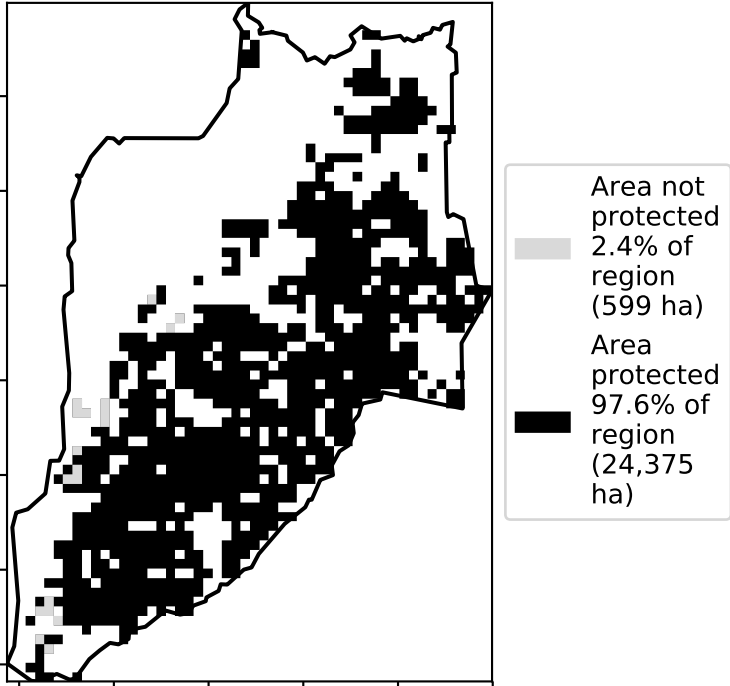 Area not
protected
2.4% of
region
(599 ha)
Area
protected
97.6% of
region
(24,375
ha)